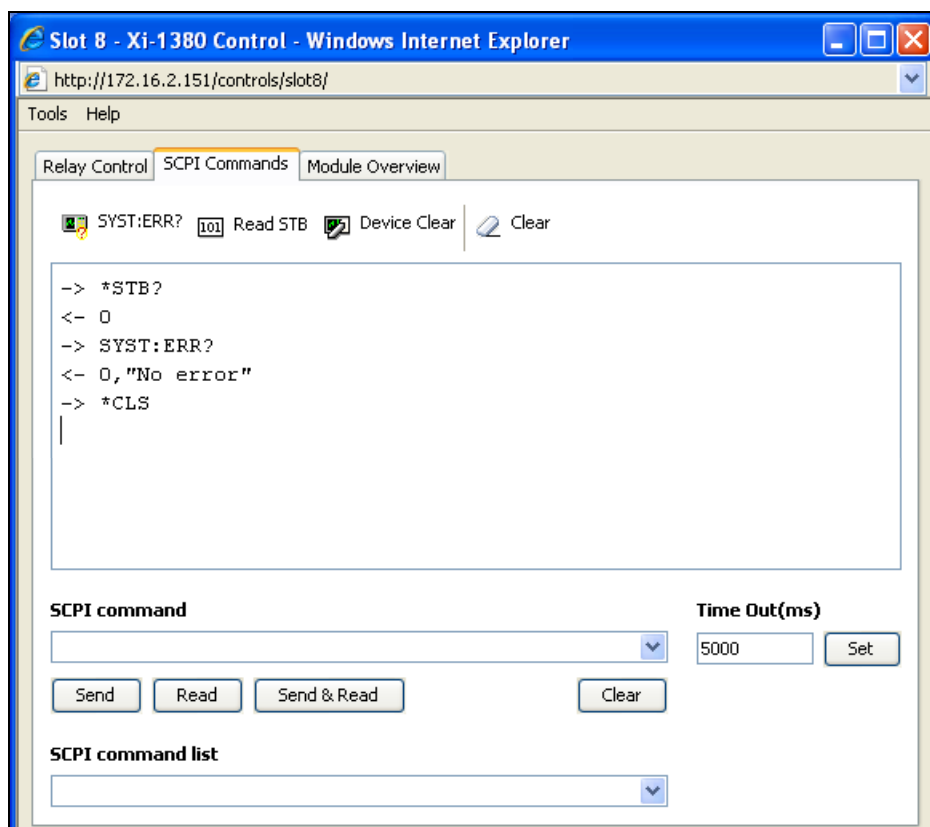 Slot 8 - Xi-1380 Control - Windows Internet Explorer
http://172.16.2.151/controls/slot8/
Tools Help
Relay Control SCPI Commands Module Overview
SYST:ERR? 101 Read STB Device Clear Clear
-> *STB?
<- 0
-> SYST:ERR?
<- 0,"No error"
-> *CLS
SCPI command Time Out(ms)
5000 Set
Send Read Send & Read Clear
SCPI command list